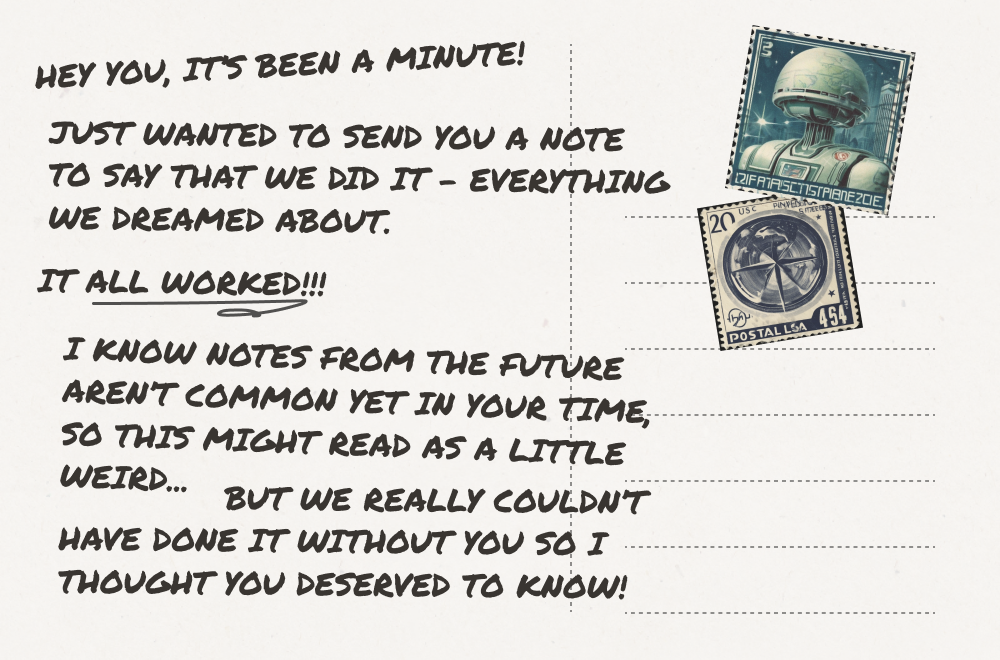 HEY YOU, IT'S BEEN A MINUTE!
JUST WANTED TO SEND YOU A NOTE
TO SAY THAT WE DID IT – EVERYTHING
WE DREAMED ABOUT.
IT ALL WORKED!!!
I KNOW NOTES FROM THE FUTURE
AREN'T COMMON YET IN YOUR TIME,
SO THIS MIGHT READ AS A LITTLE
WEIRD...
BUT WE REALLY COULDN'T
HAVE DONE IT WITHOUT YOU SO I
THOUGHT YOU DESERVED TO KNOW!
20 USC
POSTAL
464